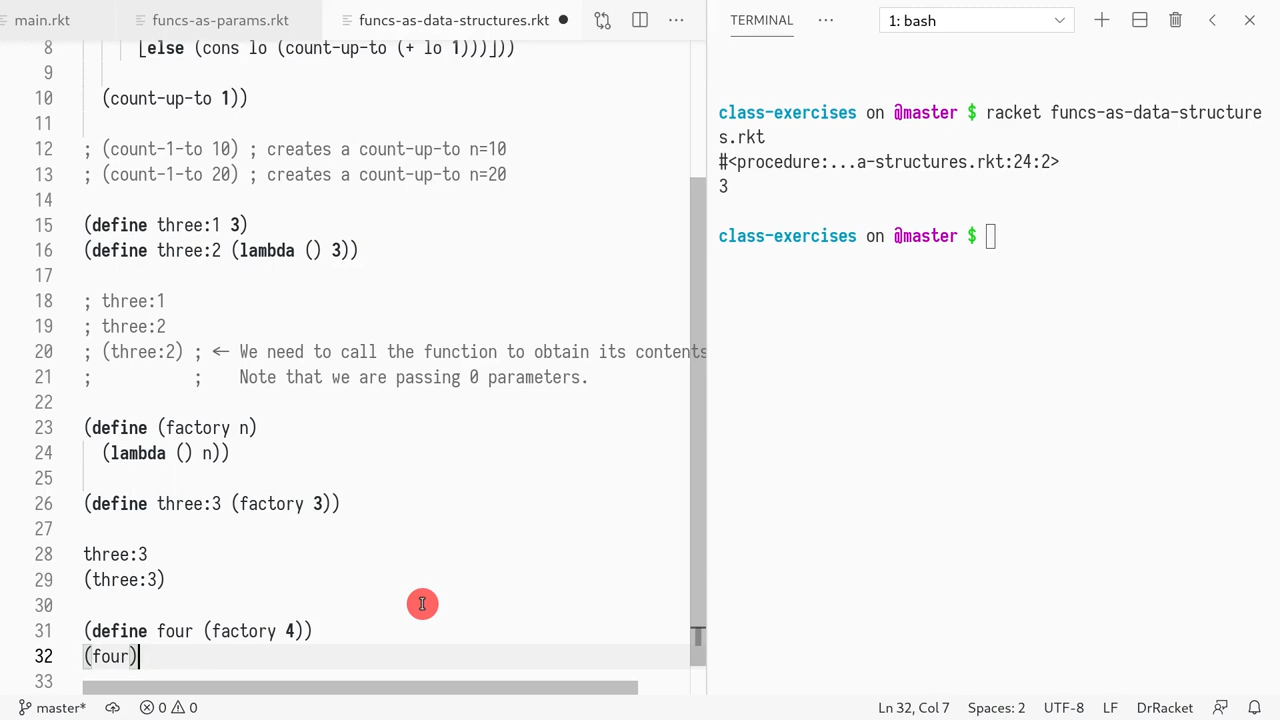 main.rkt
funcs-as-params.rkt
funcs-as-data-structures.rkt
8 [else (cons lo (count-up-to (+ lo 1)))]))
9
10 (count-up-to 1))
11
12 ; (count-1-to 10) ; creates a count-up-to n=10
13 ; (count-1-to 20) ; creates a count-up-to n=20
14
15 (define three:1 3)
16 (define three:2 (lambda () 3))
17
18 ; three:1
19 ; three:2
20 ; (three:2) ; ← We need to call the function to obtain its contents
21 ;           ;    Note that we are passing 0 parameters.
22
23 (define (factory n)
24 (lambda () n))
25
26 (define three:3 (factory 3))
27
28 three:3
29 (three:3)
30
31 (define four (factory 4))
32 (four)
33
TERMINAL
1: bash
class-exercises on @master $ racket funcs-as-data-structure
s.rkt
#<procedure:...a-structures.rkt:24:2>
3
class-exercises on @master $
master* 0 0
Ln 32, Col 7 Spaces: 2 UTF-8 LF DrRacket